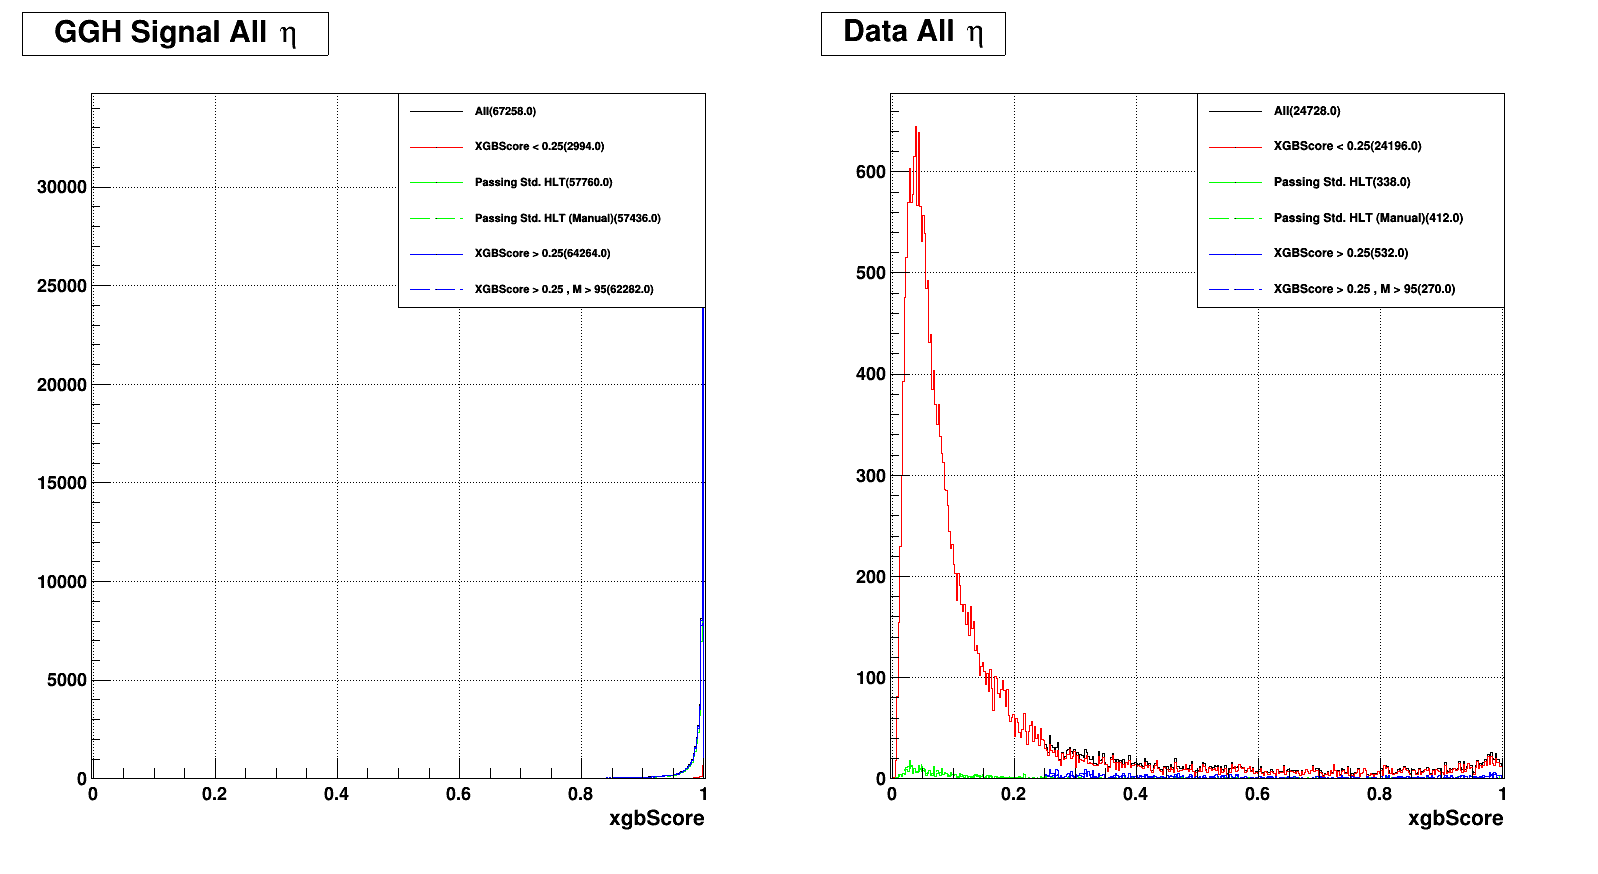 GGH Signal All η
All(67258.0)
XGBScore < 0.25(2994.0)
Passing Std. HLT(57760.0)
Passing Std. HLT (Manual)(57436.0)
XGBScore > 0.25(64264.0)
XGBScore > 0.25 , M > 95(62282.0)
30000
25000
20000
15000
10000
5000
0
0 0.2 0.4 0.6 0.8 1
xgbScore
Data All η
All(24728.0)
XGBScore < 0.25(24196.0)
Passing Std. HLT(338.0)
Passing Std. HLT (Manual)(412.0)
XGBScore > 0.25(532.0)
XGBScore > 0.25 , M > 95(270.0)
600
500
400
300
200
100
0
0 0.2 0.4 0.6 0.8 1
xgbScore